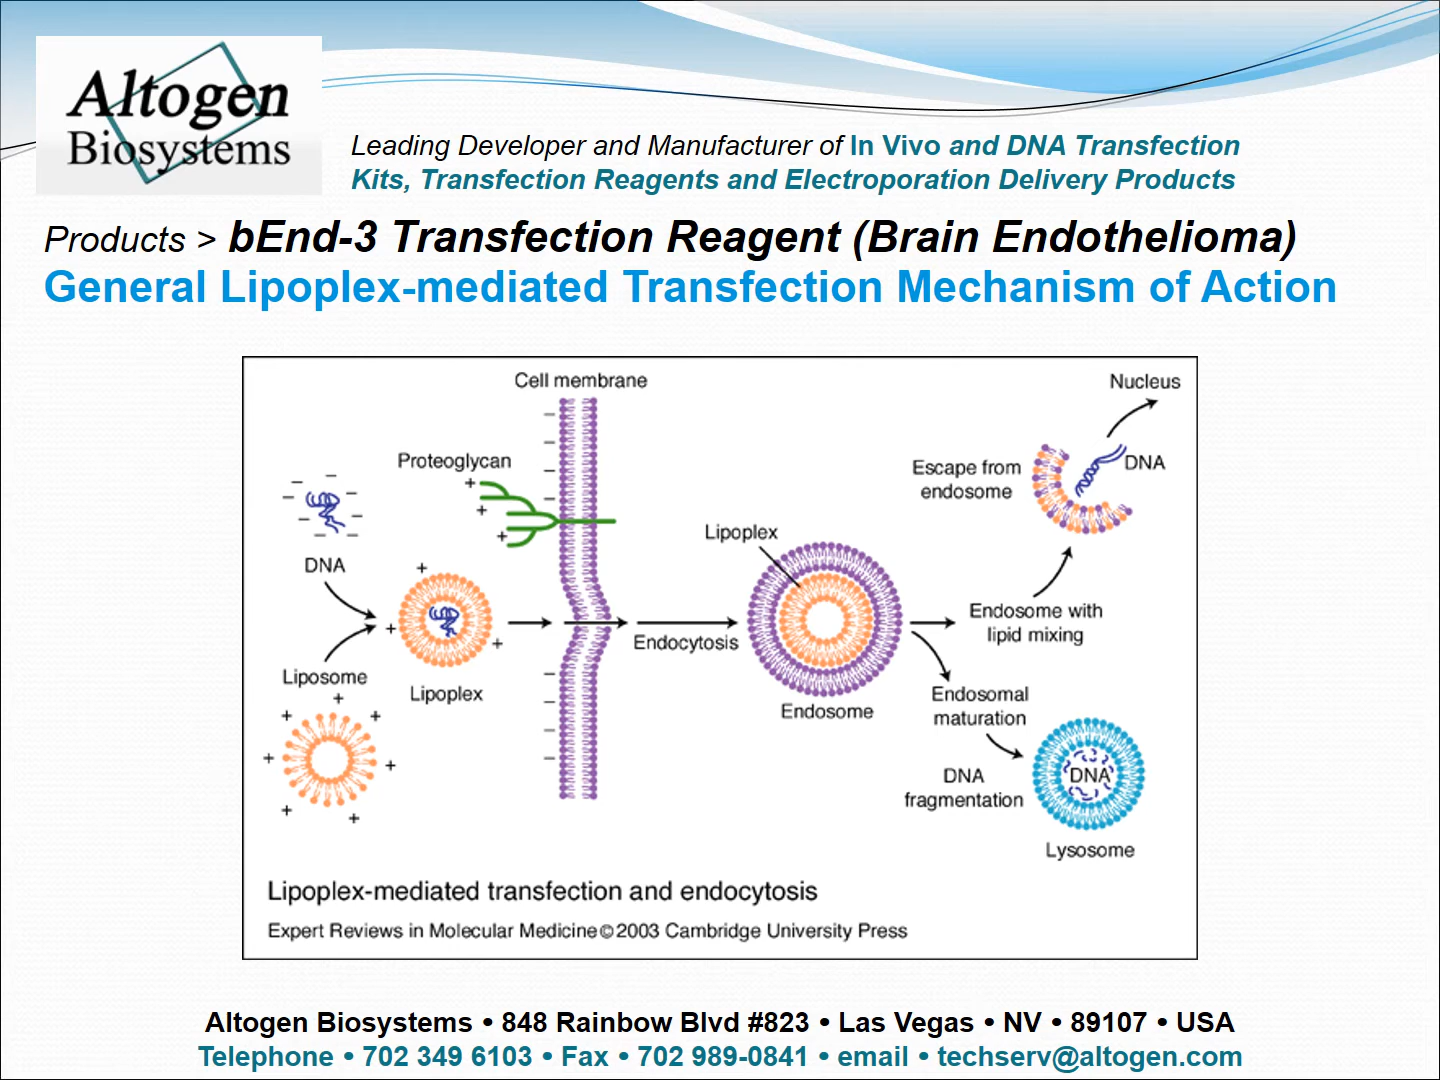 Altogen
Biosystems
Leading Developer and Manufacturer of In Vivo and DNA Transfection
Kits, Transfection Reagents and Electroporation Delivery Products
Products > bEnd-3 Transfection Reagent (Brain Endothelioma)
General Lipoplex-mediated Transfection Mechanism of Action
Cell membrane
Nucleus
Proteoglycan
DNA
Escape from
endosome
Lipoplex
DNA
Endosome with
lipid mixing
Endocytosis
Liposome
Lipoplex
Endosome
Endosomal
maturation
DNA
fragmentation
DNA
Lysosome
Lipoplex-mediated transfection and endocytosis
Expert Reviews in Molecular Medicine©2003 Cambridge University Press
Altogen Biosystems • 848 Rainbow Blvd #823 • Las Vegas • NV • 89107 • USA
Telephone • 702 349 6103 • Fax • 702 989-0841 • email • techserv@altogen.com